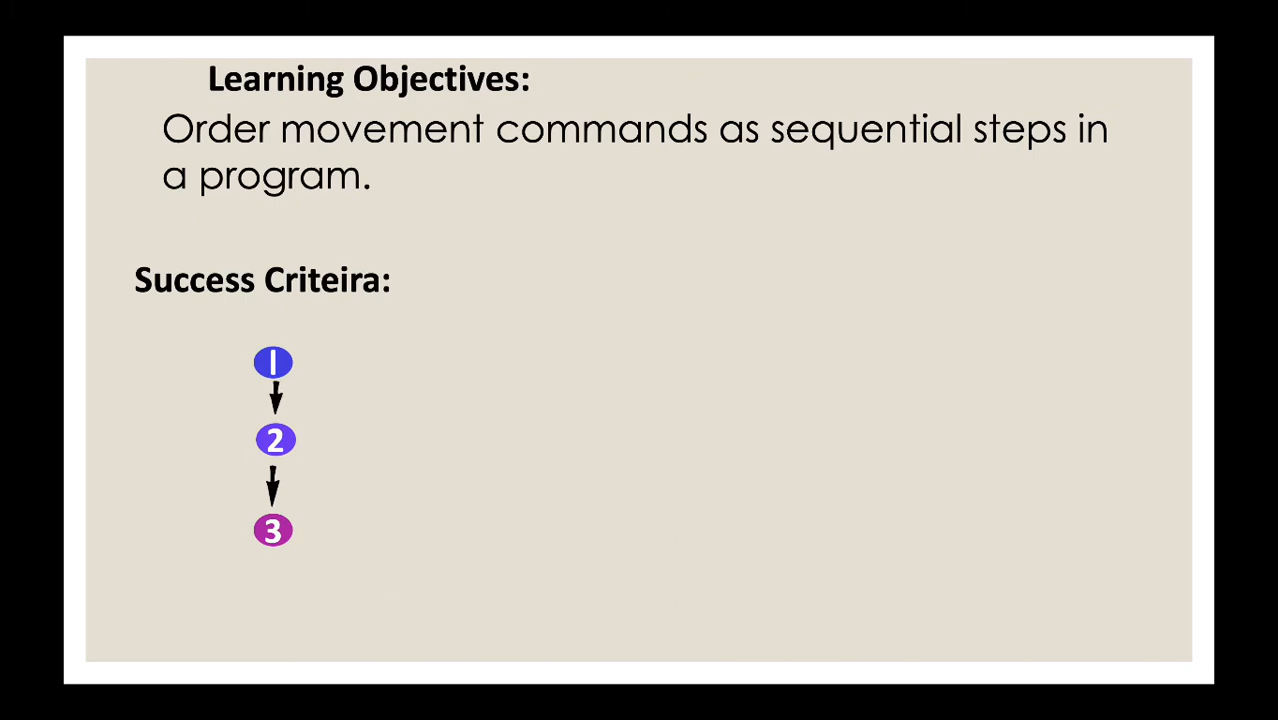 Learning Objectives:
Order movement commands as sequential steps in
a program.
Success Criteira:
1
2
3